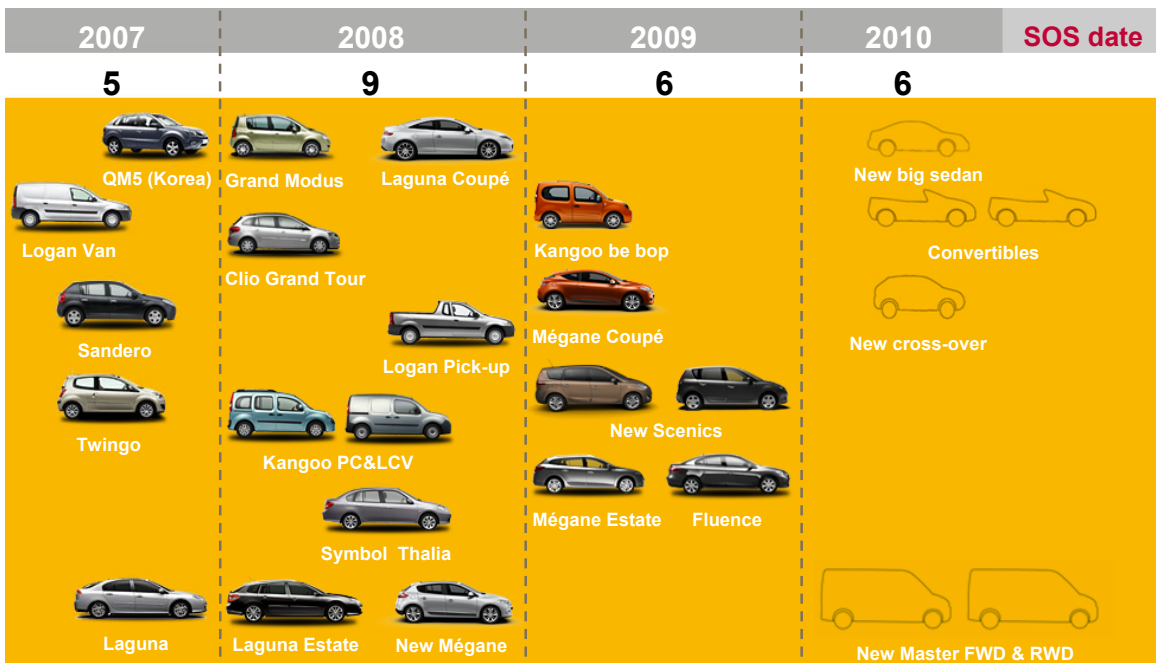 2007 2008 2009 2010 SOS date
5 9 6 6
QM5 (Korea)
Logan Van
Sandero
Twingo
Laguna
Grand Modus
Laguna Coupé
Clio Grand Tour
Logan Pick-up
Kangoo PC&LCV
Symbol Thalia
Laguna Estate
New Mégane
Kangoo be bop
Mégane Coupé
New Scenics
Mégane Estate
Fluence
New big sedan
Convertibles
New cross-over
New Master FWD & RWD